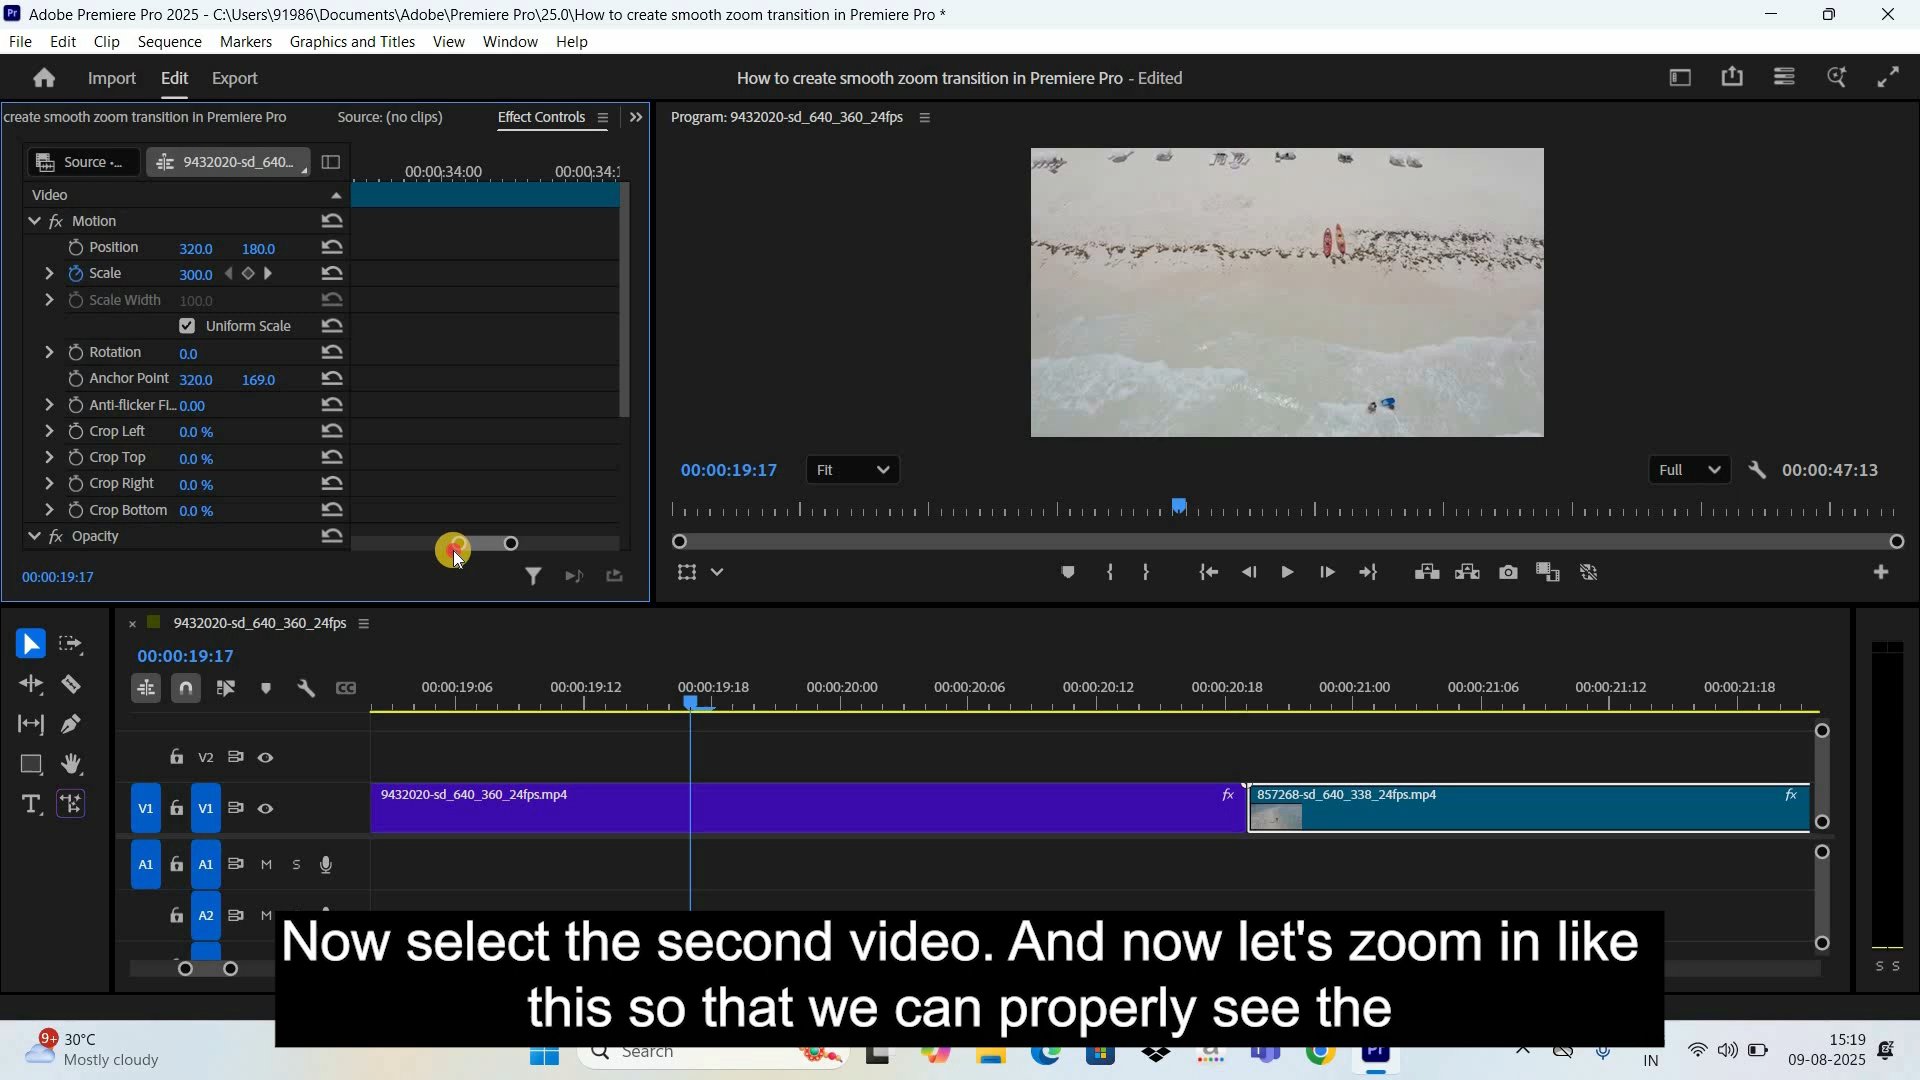 Adobe Premiere Pro 2025 - C:\Users\91986\Documents\Adobe\Premiere Pro\25.0\How to create smooth zoom transition in Premiere Pro *
File Edit Clip Sequence Markers Graphics and Titles View Window Help
Import Edit Export
How to create smooth zoom transition in Premiere Pro - Edited
create smooth zoom transition in Premiere Pro
Source: (no clips)
Effect Controls
Source •...
9432020-sd_640...
00:00:34:00
00:00:34:1
Video
fx Motion
Position 320.0 180.0
Scale 300.0
Scale Width 100.0
Uniform Scale
Rotation 0.0
Anchor Point 320.0 169.0
Anti-flicker Fi... 0.00
Crop Left 0.0 %
Crop Top 0.0 %
Crop Right 0.0 %
Crop Bottom 0.0 %
fx Opacity
00:00:19:17
Program: 9432020-sd_640_360_24fps
00:00:19:17
Fit
Full
00:00:47:13
9432020-sd_640_360_24fps
00:00:19:17
00:00:19:06 00:00:19:12 00:00:19:18 00:00:20:00 00:00:20:06 00:00:20:12 00:00:20:18 00:00:21:00 00:00:21:06 00:00:21:12 00:00:21:18
V2
V1 V1
9432020-sd_640_360_24fps.mp4 fx
857268-sd_640_338_24fps.mp4 fx
A1 A1 M S
A2 M
S S
Now select the second video. And now let's zoom in like
this so that we can properly see the
9+
30°C
Mostly cloudy
Search
Pr
IN
15:19
09-08-2025